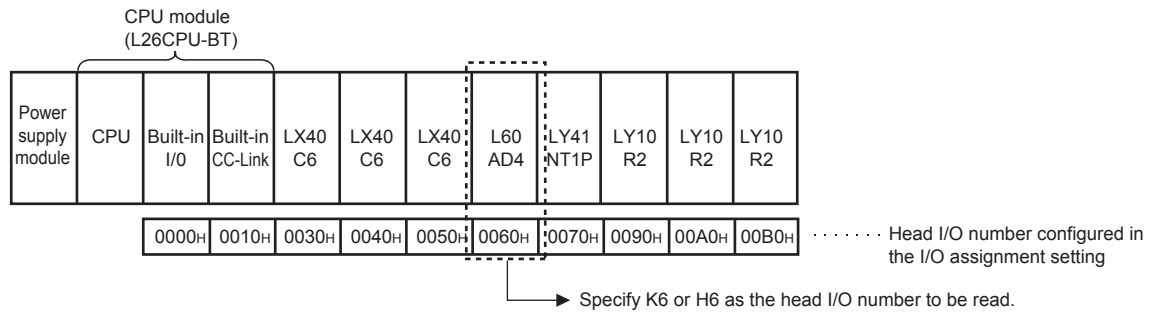 CPU module
(L26CPU-BT)
Power
supply
module
CPU
Built-in
I/0
Built-in
CC-Link
LX40
C6
LX40
C6
LX40
C6
L60
AD4
LY41
NT1P
LY10
R2
LY10
R2
LY10
R2
0000H 0010H 0030H 0040H 0050H 0060H 0070H 0090H 00A0H 00B0H
Head I/O number configured in
the I/O assignment setting
Specify K6 or H6 as the head I/O number to be read.